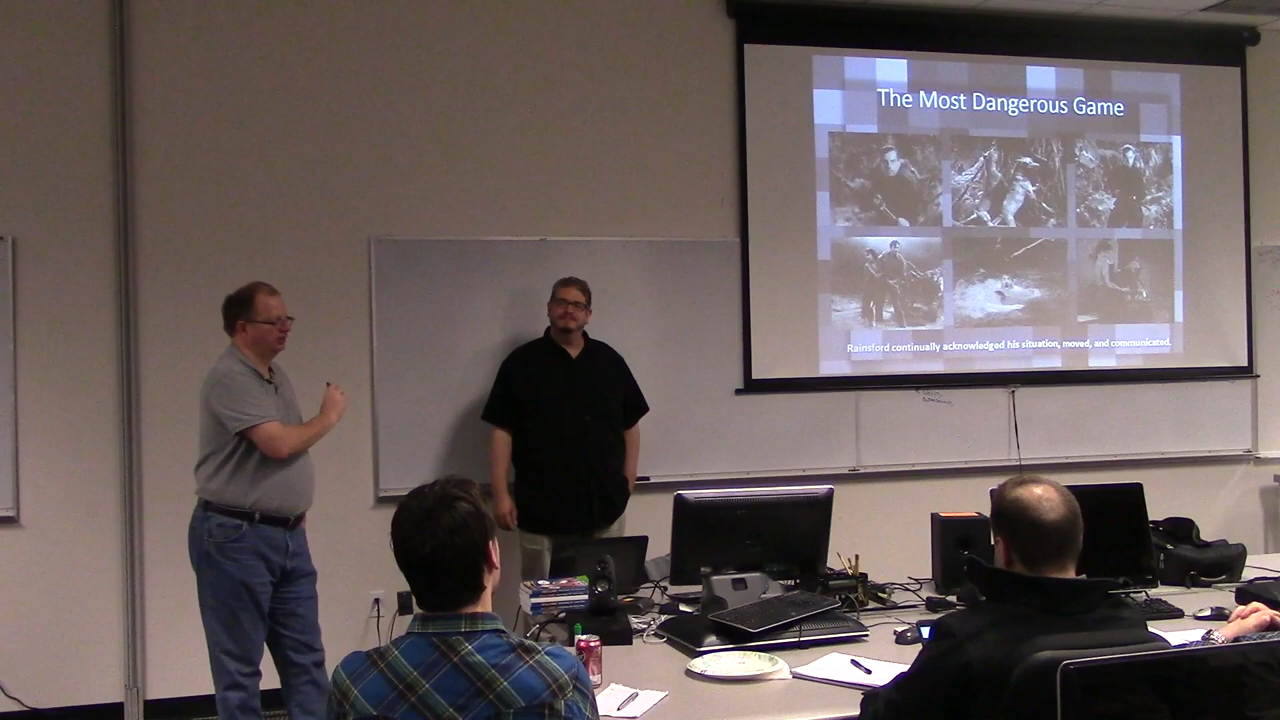 The Most Dangerous Game
Rainsford continually acknowledged his situation, moved, and communicated.